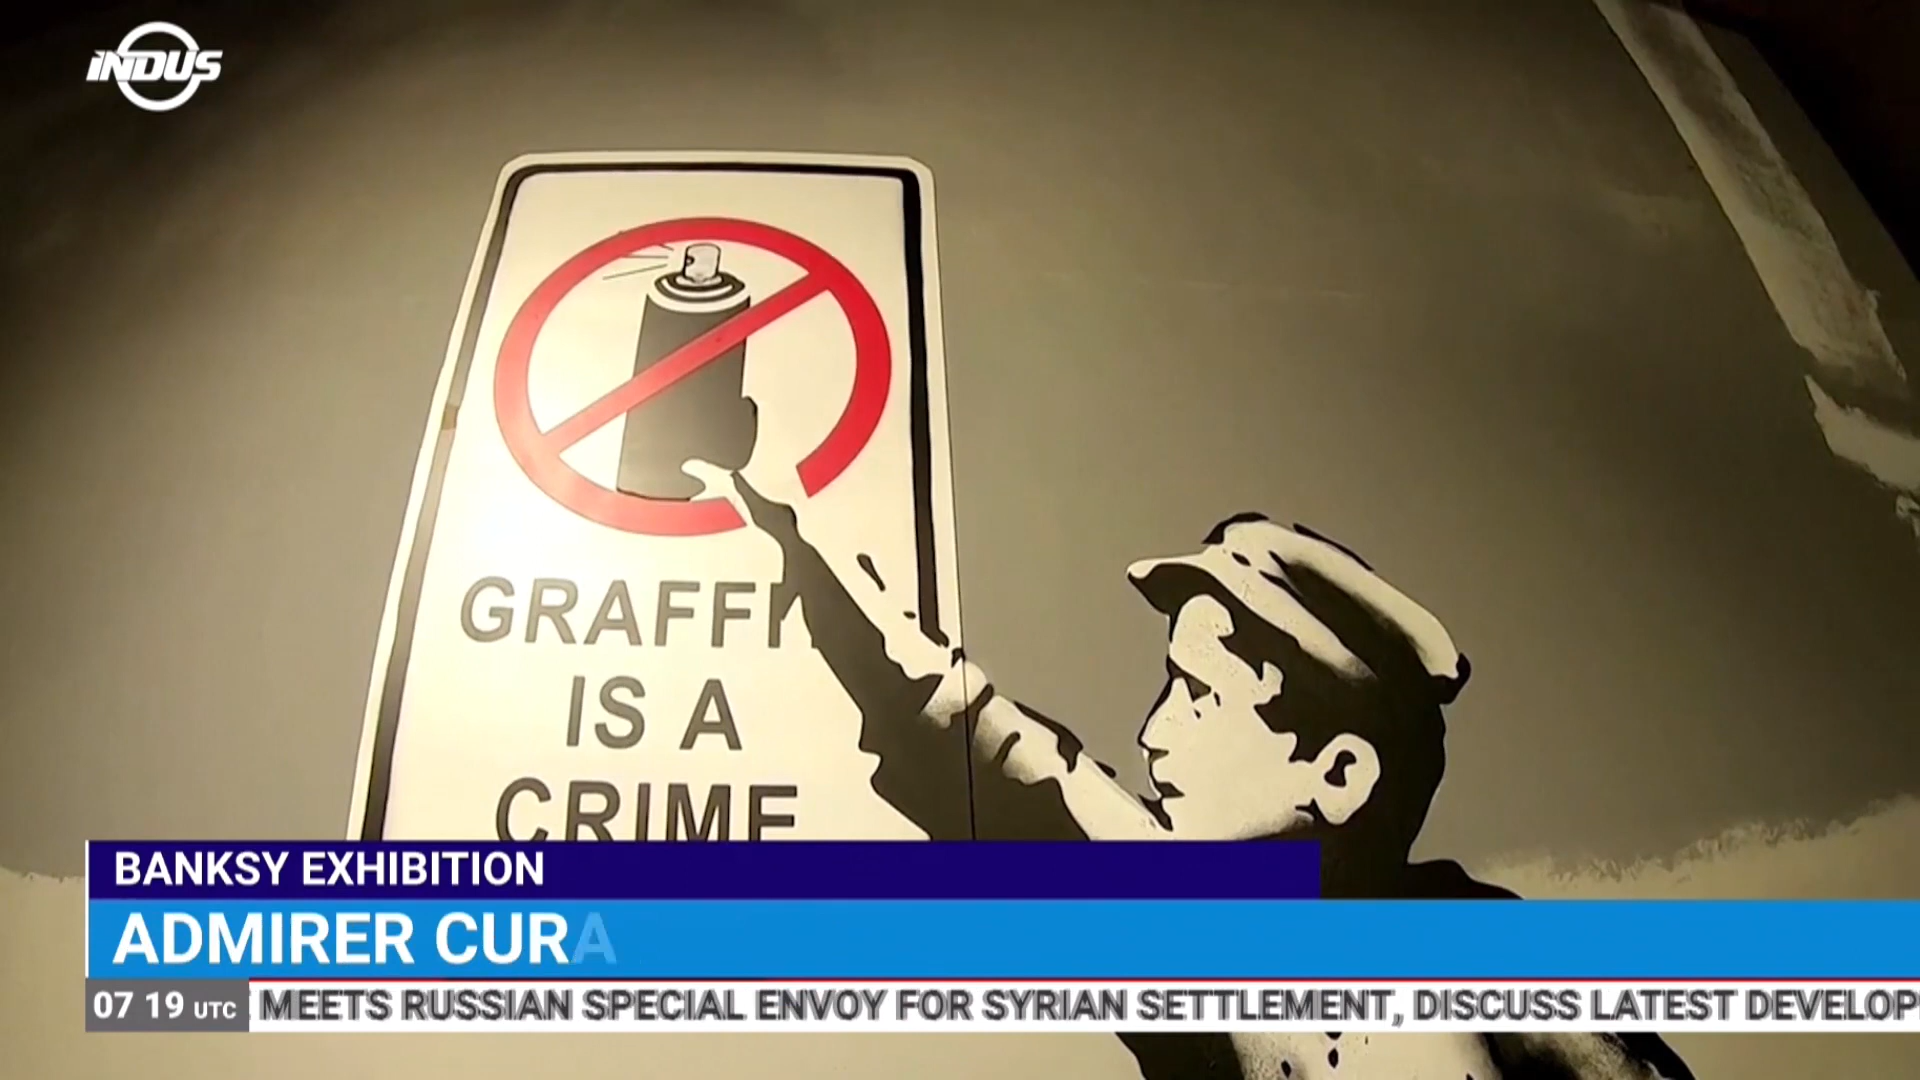 iNDUS
GRAFFI
IS A
CRIME
BANKSY EXHIBITION
ADMIRER CURA
07 19 UTC
MEETS RUSSIAN SPECIAL ENVOY FOR SYRIAN SETTLEMENT, DISCUSS LATEST DEVELOP